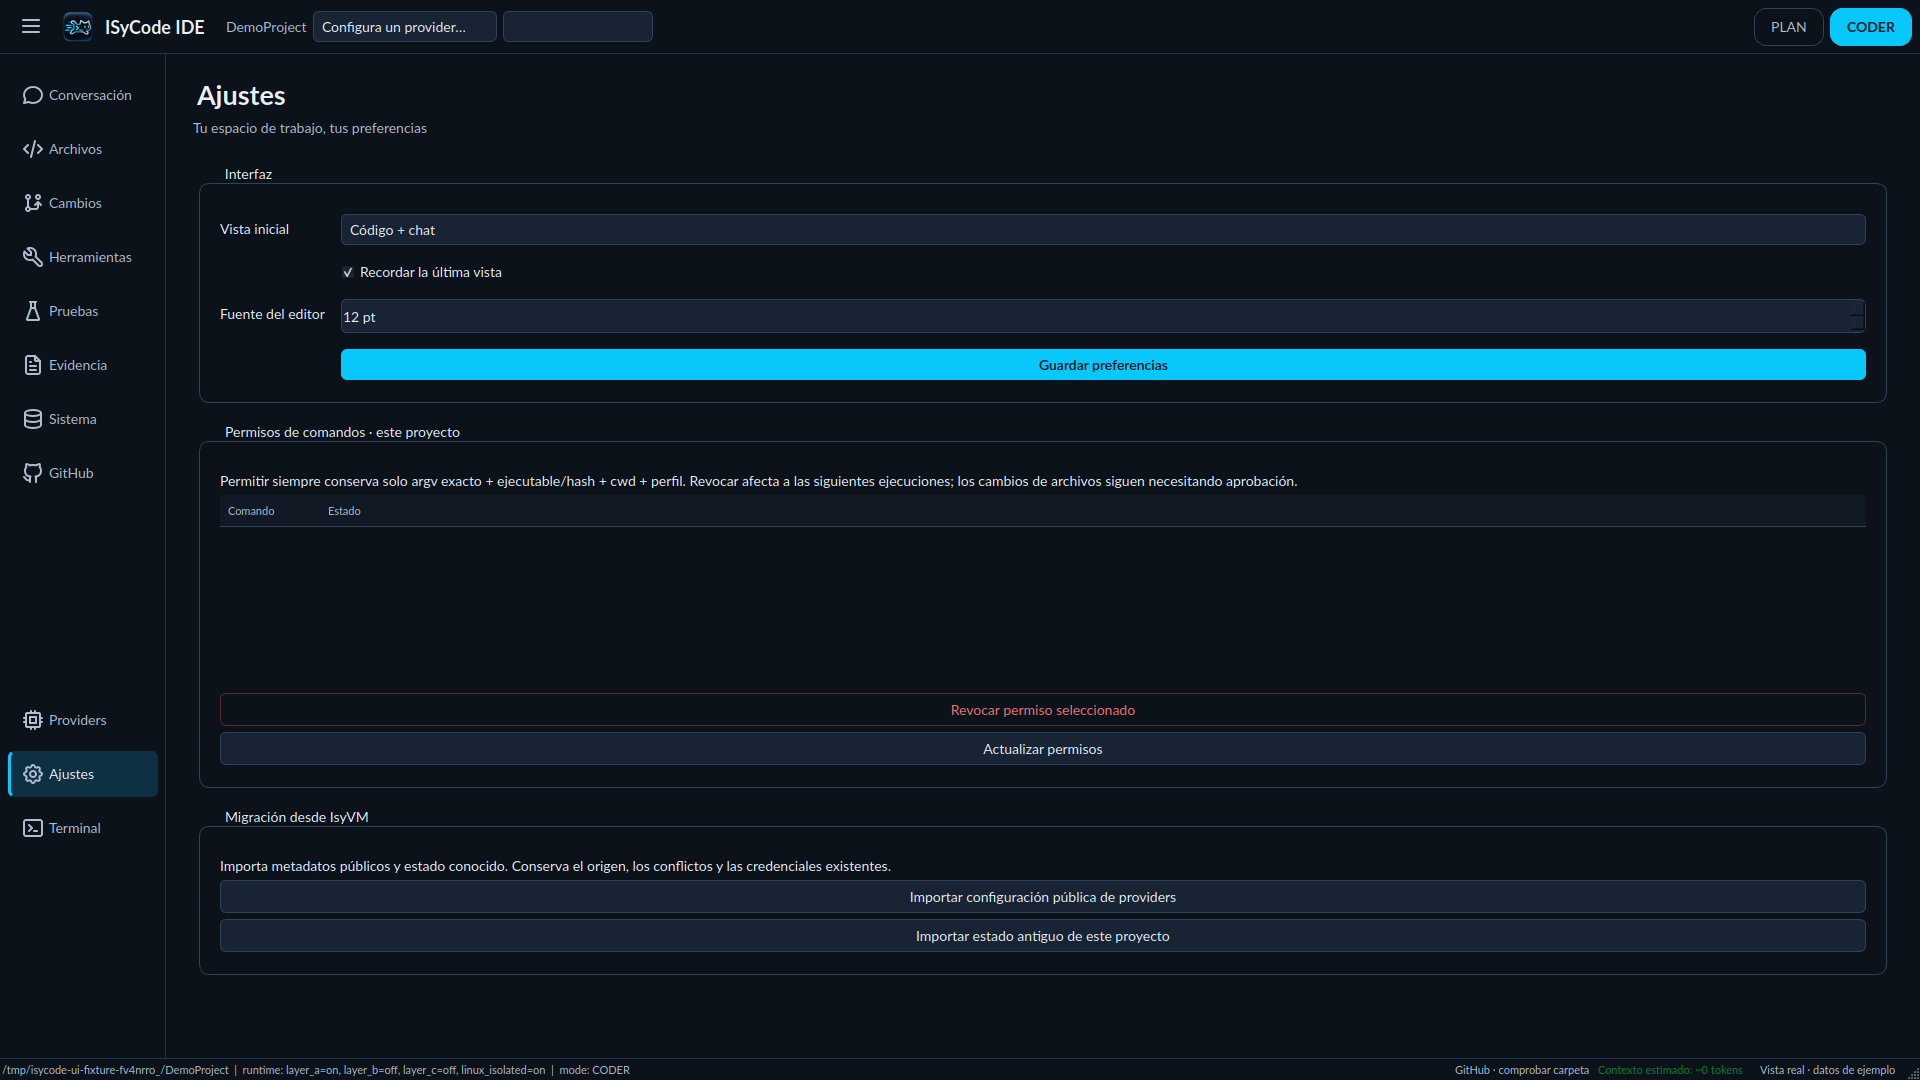 ISyCode IDE DemoProject Configura un provider... PLAN CODER
Conversación
Archivos
Cambios
Herramientas
Pruebas
Evidencia
Sistema
GitHub
Providers
Ajustes
Terminal
Ajustes
Tu espacio de trabajo, tus preferencias
Interfaz
Vista inicial Código + chat
Recordar la última vista
Fuente del editor 12 pt
Guardar preferencias
Permisos de comandos · este proyecto
Permitir siempre conserva solo argv exacto + ejecutable/hash + cwd + perfil. Revocar afecta a las siguientes ejecuciones; los cambios de archivos siguen necesitando aprobación.
Comando Estado
Revocar permiso seleccionado
Actualizar permisos
Migración desde IsyVM
Importa metadatos públicos y estado conocido. Conserva el origen, los conflictos y las credenciales existentes.
Importar configuración pública de providers
Importar estado antiguo de este proyecto
/tmp/isycode-ui-fixture-fv4nrro_/DemoProject | runtime: layer_a=on, layer_b=off, layer_c=off, linux_isolated=on | mode: CODER GitHub · comprobar carpeta Contexto estimado: ~0 tokens Vista real · datos de ejemplo